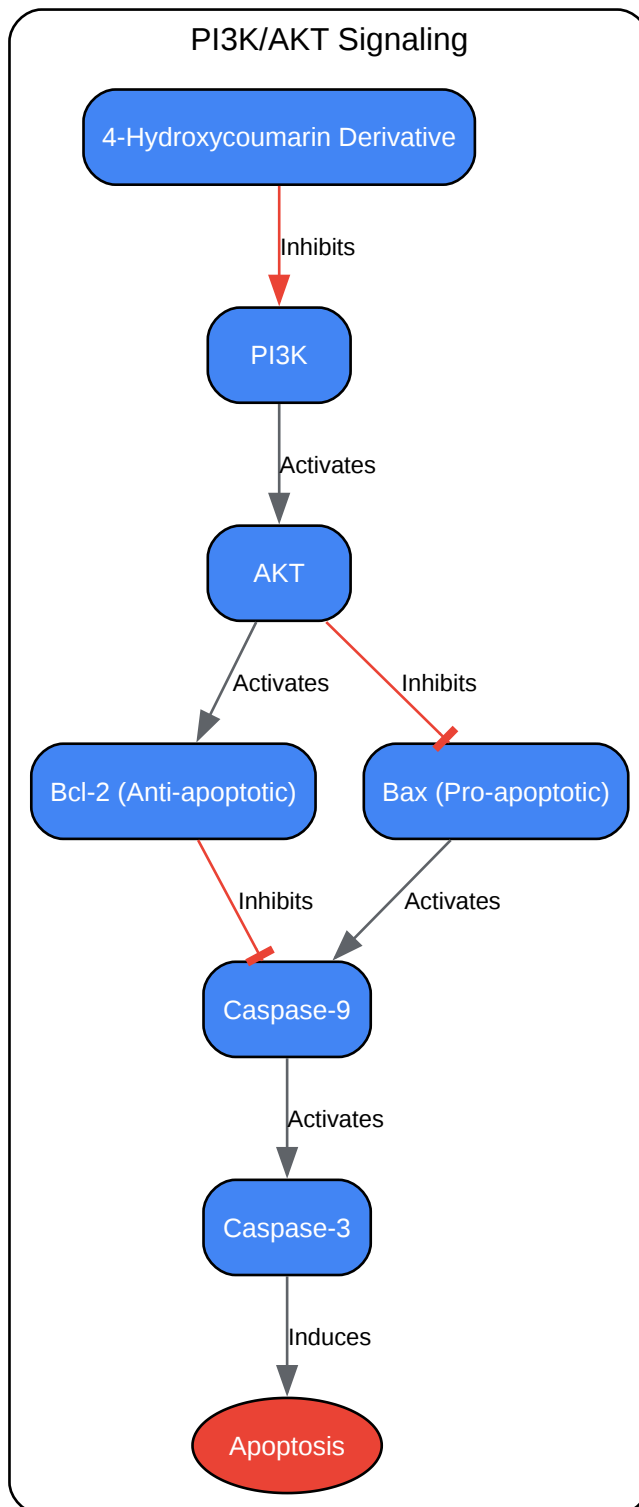 PI3K/AKT Signaling
4-Hydroxycoumarin Derivative
Inhibits
PI3K
Activates
AKT
Activates
Inhibits
Bcl-2 (Anti-apoptotic)
Bax (Pro-apoptotic)
Inhibits
Activates
Caspase-9
Activates
Caspase-3
Induces
Apoptosis